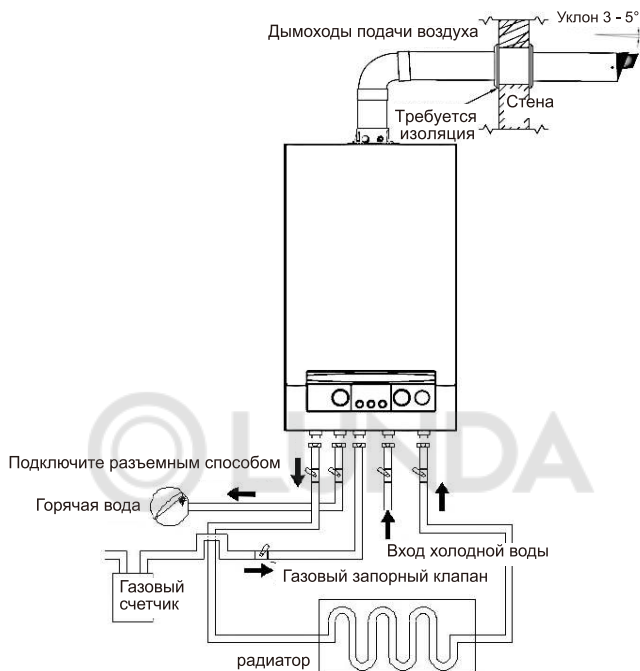 Уклон 3 - 5°
Дымоходы подачи воздуха
Стена
Требуется
изоляция
LUNDA
Подключите разъемным способом
Горячая вода
Вход холодной воды
Газовый запорный клапан
Газовый
счетчик
радиатор